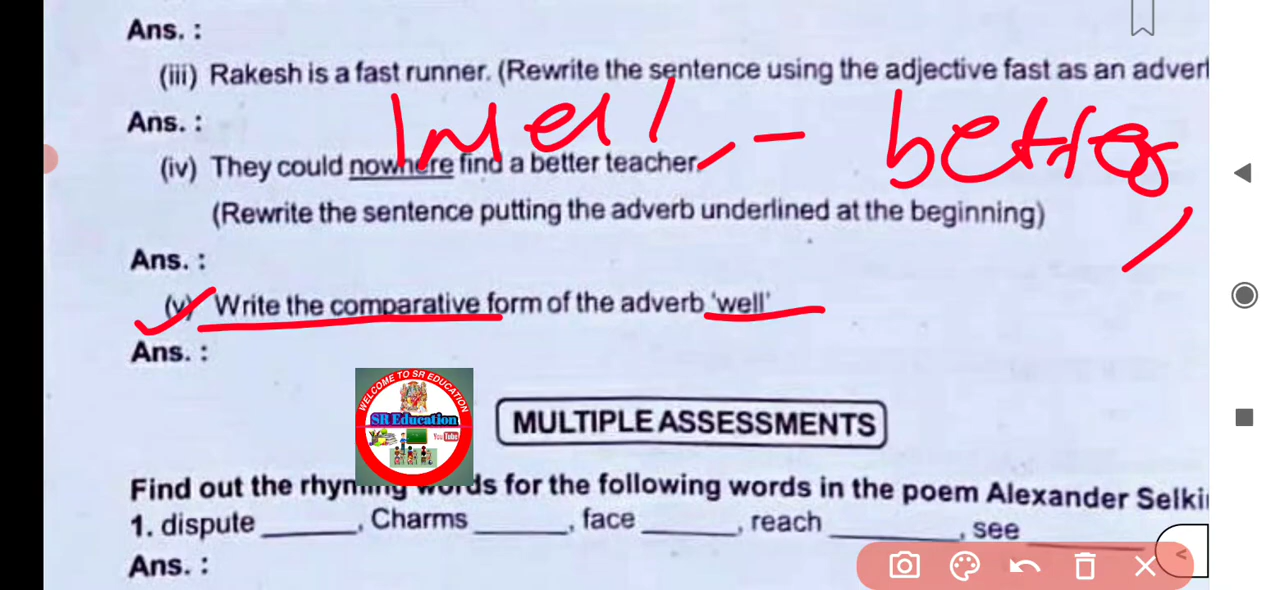 Ans. :
(iii) Rakesh is a fast runner. (Rewrite the sentence using the adjective fast as an advert
Ans. :
well - better
(iv) They could nowhere find a better teacher.
(Rewrite the sentence putting the adverb underlined at the beginning)
Ans. :
(v) Write the comparative form of the adverb 'well'
Ans. :
WELCOME TO SR EDUCATION
SR Education
YouTube
MULTIPLE ASSESSMENTS
Find out the rhyming words for the following words in the poem Alexander Selki
1. dispute ______, Charms ______, face ______, reach ______, see ______
Ans. :